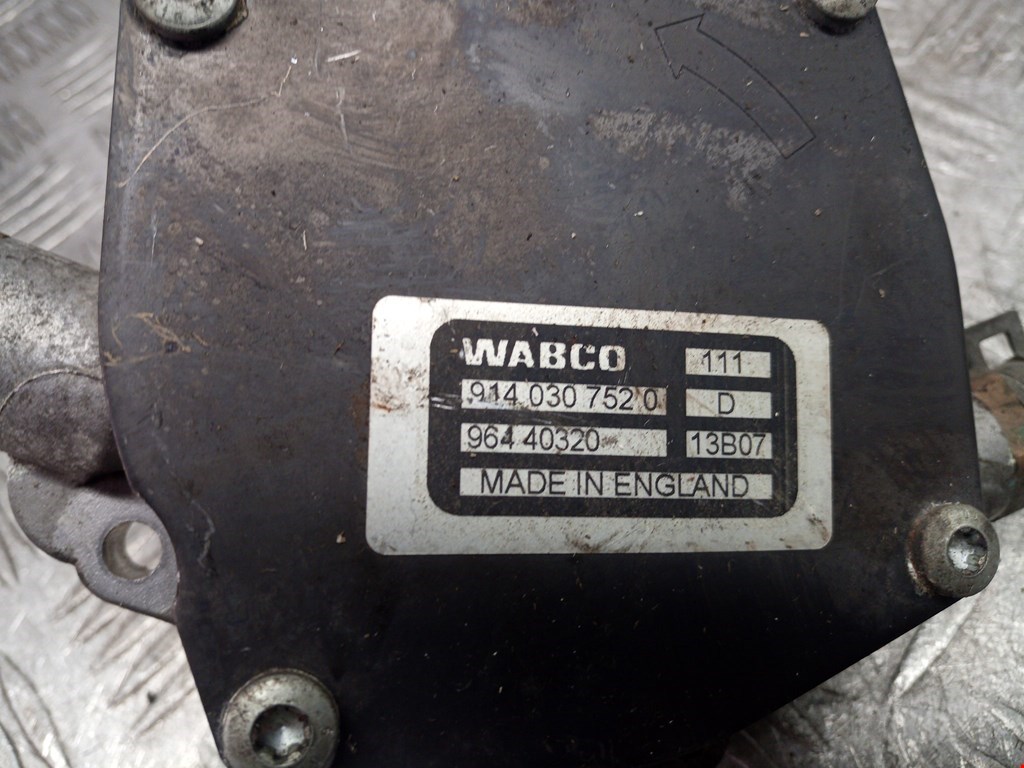 WABCO 111
914 030 752 0 D
964 40320 13B07
MADE IN ENGLAND